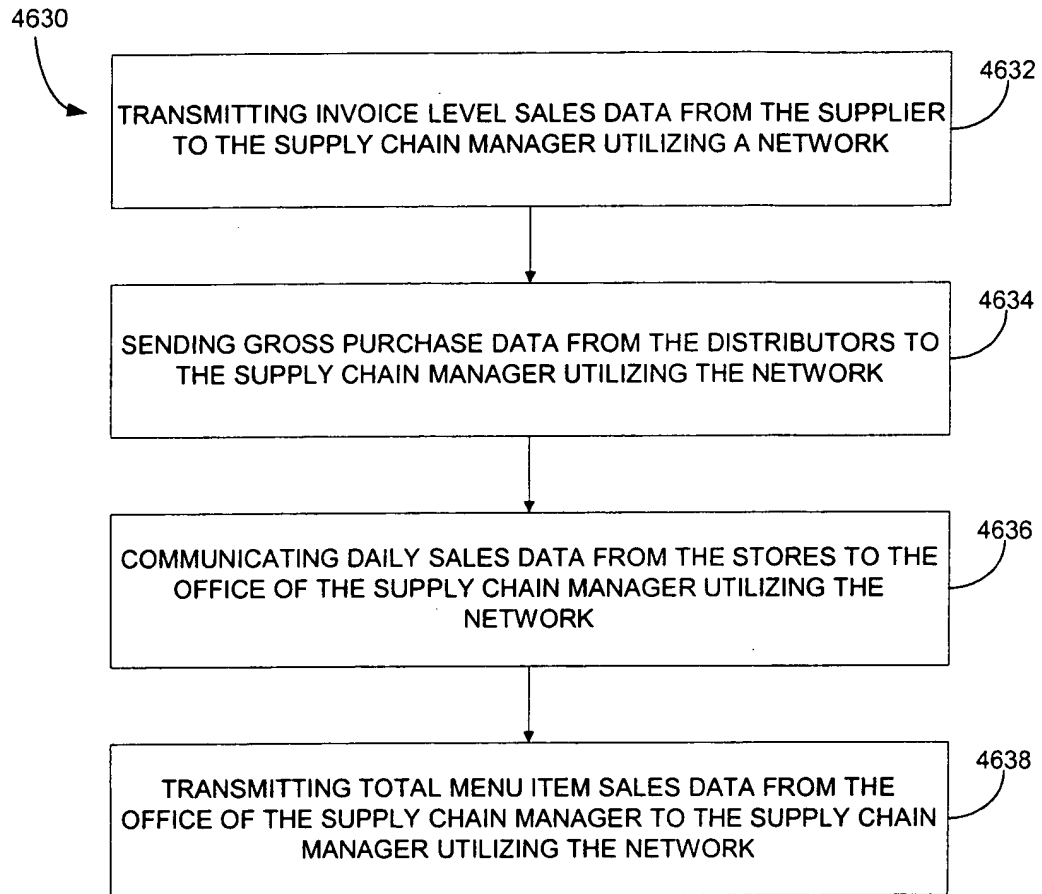 4630
4632
TRANSMITTING INVOICE LEVEL SALES DATA FROM THE SUPPLIER
TO THE SUPPLY CHAIN MANAGER UTILIZING A NETWORK
4634
SENDING GROSS PURCHASE DATA FROM THE DISTRIBUTORS TO
THE SUPPLY CHAIN MANAGER UTILIZING THE NETWORK
4636
COMMUNICATING DAILY SALES DATA FROM THE STORES TO THE
OFFICE OF THE SUPPLY CHAIN MANAGER UTILIZING THE
NETWORK
4638
TRANSMITTING TOTAL MENU ITEM SALES DATA FROM THE
OFFICE OF THE SUPPLY CHAIN MANAGER TO THE SUPPLY CHAIN
MANAGER UTILIZING THE NETWORK